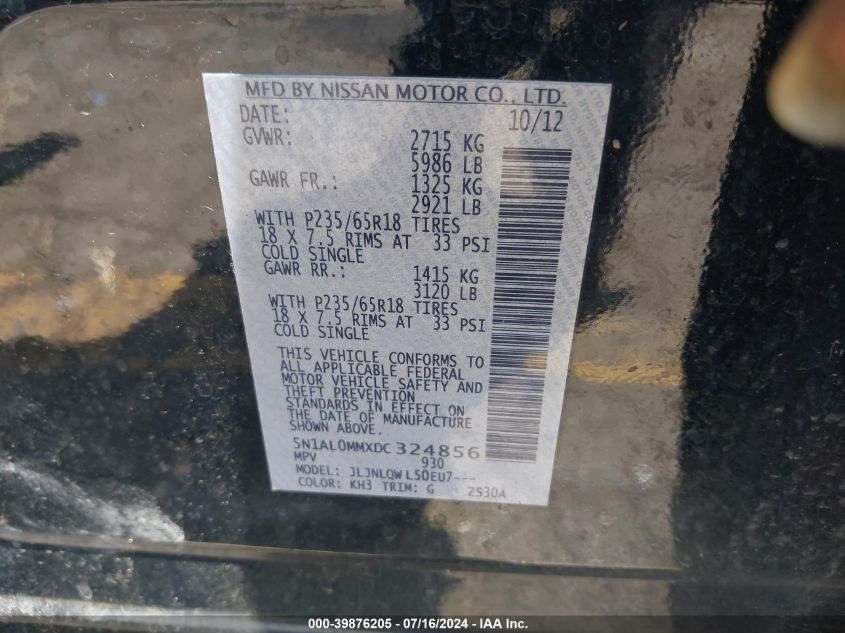 MFD BY NISSAN MOTOR CO., LTD.
DATE: 10/12
GVWR: 2715 KG
5986 LB
GAWR FR.: 1325 KG
2921 LB
WITH P235/65R18 TIRES
18 X 7.5 RIMS AT 33 PSI
COLD SINGLE
GAWR RR.: 1415 KG
3120 LB
WITH P235/65R18 TIRES
18 X 7.5 RIMS AT 33 PSI
COLD SINGLE
THIS VEHICLE CONFORMS TO
ALL APPLICABLE FEDERAL
MOTOR VEHICLE SAFETY AND
THEFT PREVENTION
STANDARDS IN EFFECT ON
THE DATE OF MANUFACTURE
SHOWN ABOVE.
5N1AL0MMXDC324856
MPV 930
MODEL: JLJNLQWL50EU7---
COLOR: KH3 TRIM: G ZS30A
000-39876205 - 07/16/2024 - IAA Inc.